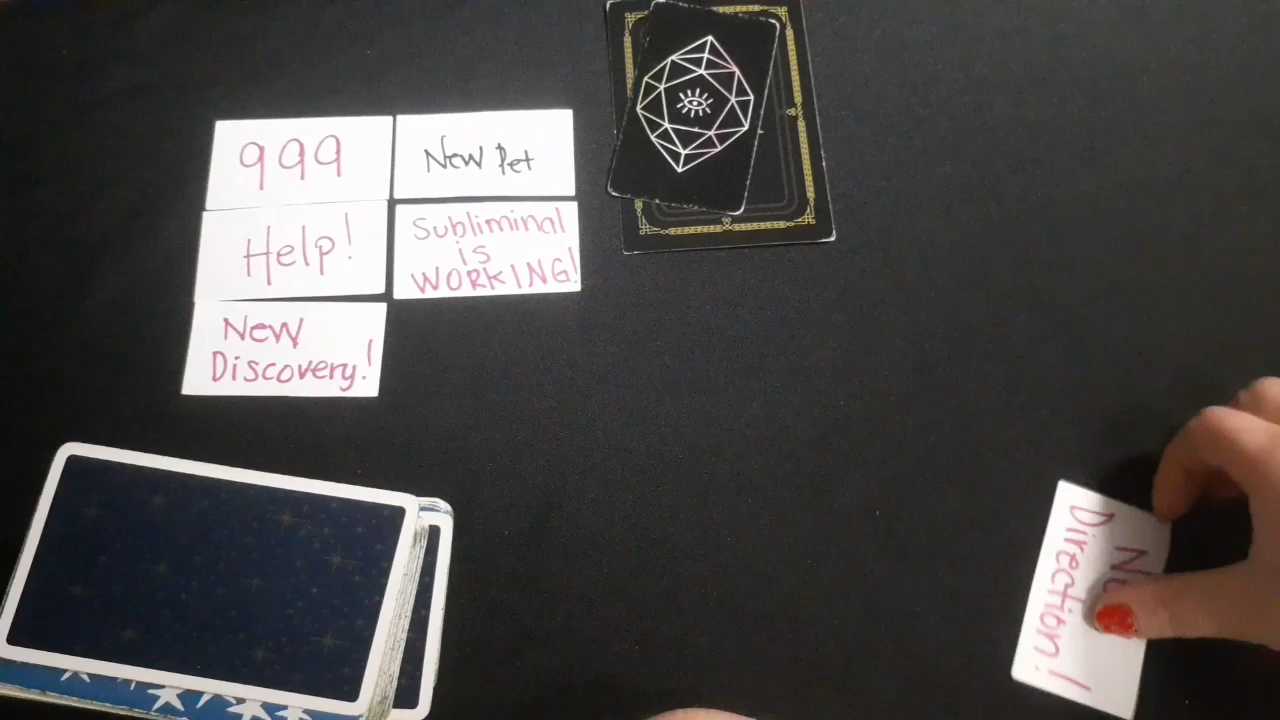 999
New Pet
Help!
Subliminal
is
WORKING!
New
Discovery!
Direction!